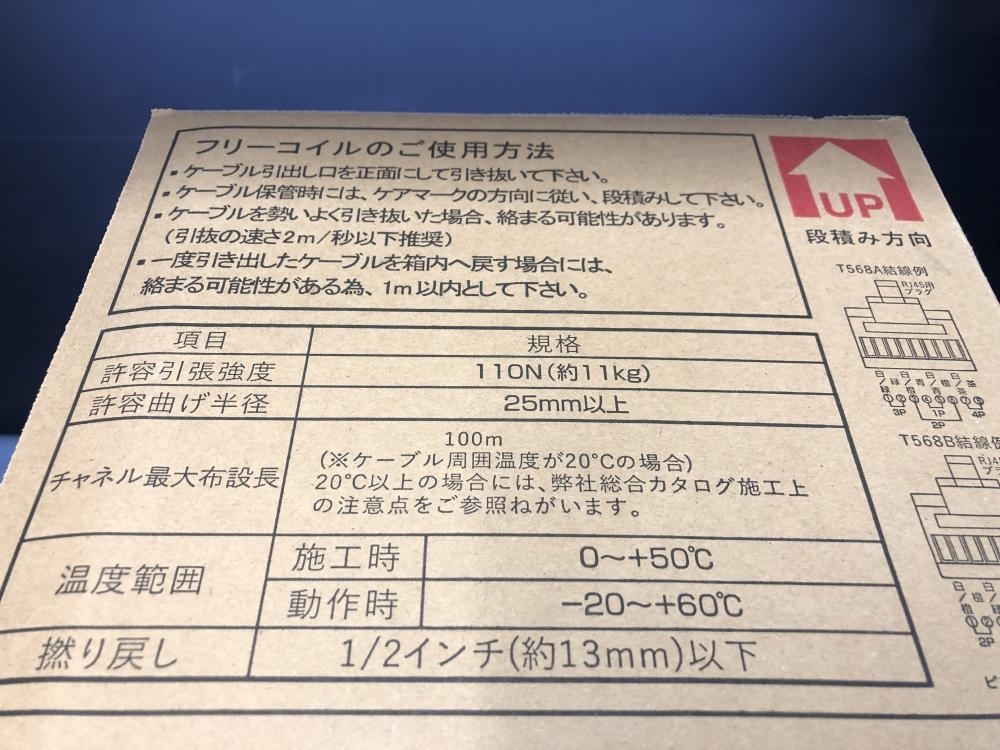 フリーコイルのご使用方法
・ケーブル引出し口を正面にして引き抜いて下さい。
・ケーブル保管時には、ケアマークの方向に従い、段積みして下さい。
・ケーブルを勢いよく引き抜いた場合、絡まる可能性があります。
（引抜の速さ2m/秒以下推奨）
・一度引き出したケーブルを箱内へ戻す場合には、
絡まる可能性がある為、1m以内として下さい。
UP
段積み方向
項目 規格
許容引張強度 110N(約11kg)
許容曲げ半径 25mm以上
チャネル最大布設長
100m
(※ケーブル周囲温度が20℃の場合)
20℃以上の場合には、弊社総合カタログ施工上
の注意点をご参照ねがいます。
温度範囲
施工時 0〜+50℃
動作時 −20〜+60℃
撚り戻し 1/2インチ(約13mm)以下
T568A結線例
RJ45用
プラグ
3P 1P 4P
2P
T568B結線例
RJ45
2P